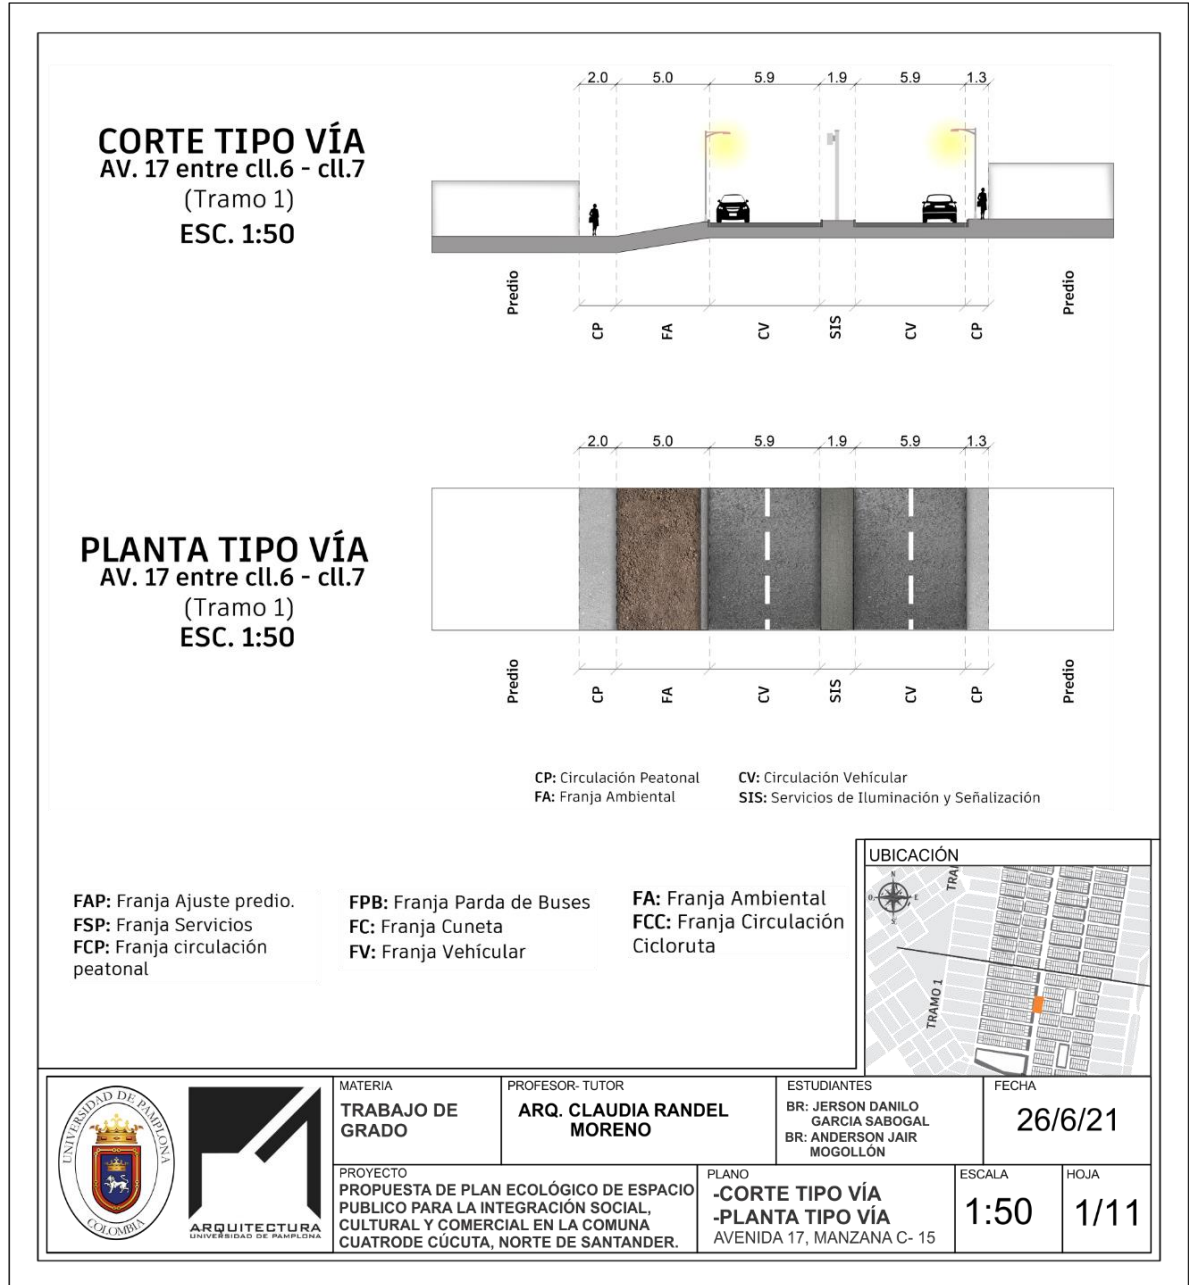 2.0 5.0 5.9 1.9 5.9 1.3
CORTE TIPO VÍA
AV. 17 entre cll.6 - cll.7
(Tramo 1)
ESC. 1:50
Predio CP FA CV SIS CV CP Predio
2.0 5.0 5.9 1.9 5.9 1.3
PLANTA TIPO VÍA
AV. 17 entre cll.6 - cll.7
(Tramo 1)
ESC. 1:50
Predio CP FA CV SIS CV CP Predio
CP: Circulación Peatonal
FA: Franja Ambiental
CV: Circulación Vehícular
SIS: Servicios de Iluminación y Señalización
FAP: Franja Ajuste predio.
FSP: Franja Servicios
FCP: Franja circulación
peatonal
FPB: Franja Parda de Buses
FC: Franja Cuneta
FV: Franja Vehícular
FA: Franja Ambiental
FCC: Franja Circulación
Cicloruta
UBICACIÓN
N
O. E.
S.
TRAM
TRAMO 1
UNIVERSIDAD DE PAMPLONA
COLOMBIA
ARQUITECTURA
UNIVERSIDAD DE PAMPLONA
MATERIA
TRABAJO DE
GRADO
PROFESOR- TUTOR
ARQ. CLAUDIA RANDEL
MORENO
ESTUDIANTES
BR: JERSON DANILO
GARCIA SABOGAL
BR: ANDERSON JAIR
MOGOLLÓN
FECHA
26/6/21
PROYECTO
PROPUESTA DE PLAN ECOLÓGICO DE ESPACIO
PUBLICO PARA LA INTEGRACIÓN SOCIAL,
CULTURAL Y COMERCIAL EN LA COMUNA
CUATRODE CÚCUTA, NORTE DE SANTANDER.
PLANO
-CORTE TIPO VÍA
-PLANTA TIPO VÍA
AVENIDA 17, MANZANA C- 15
ESCALA
1:50
HOJA
1/11